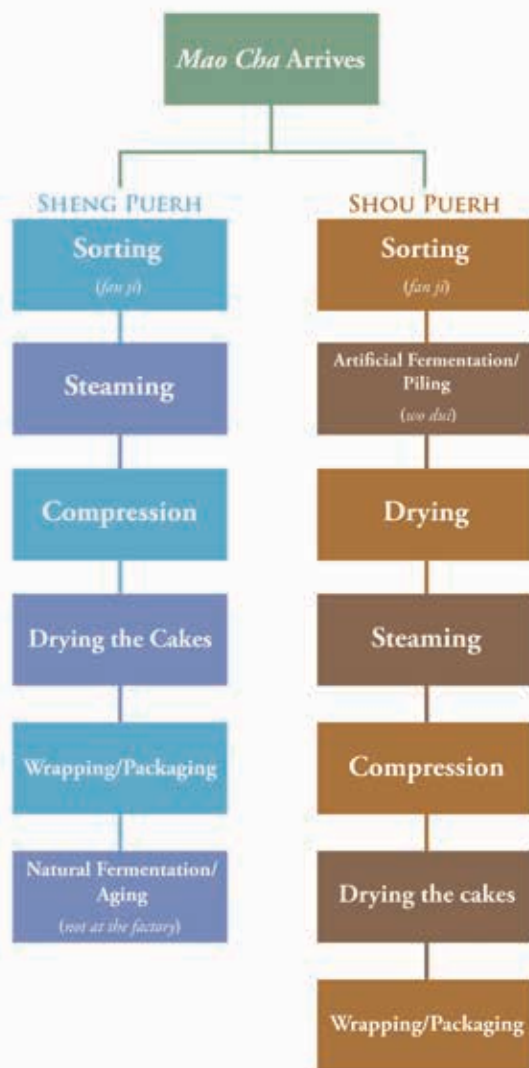 Mao Cha Arrives
SHENG PUERH
Sorting
(fan ji)
Steaming
Compression
Drying the Cakes
Wrapping/Packaging
Natural Fermentation/
Aging
(not at the factory)
SHOU PUERH
Sorting
(fan ji)
Artificial Fermentation/
Piling
(wo dui)
Drying
Steaming
Compression
Drying the cakes
Wrapping/Packaging